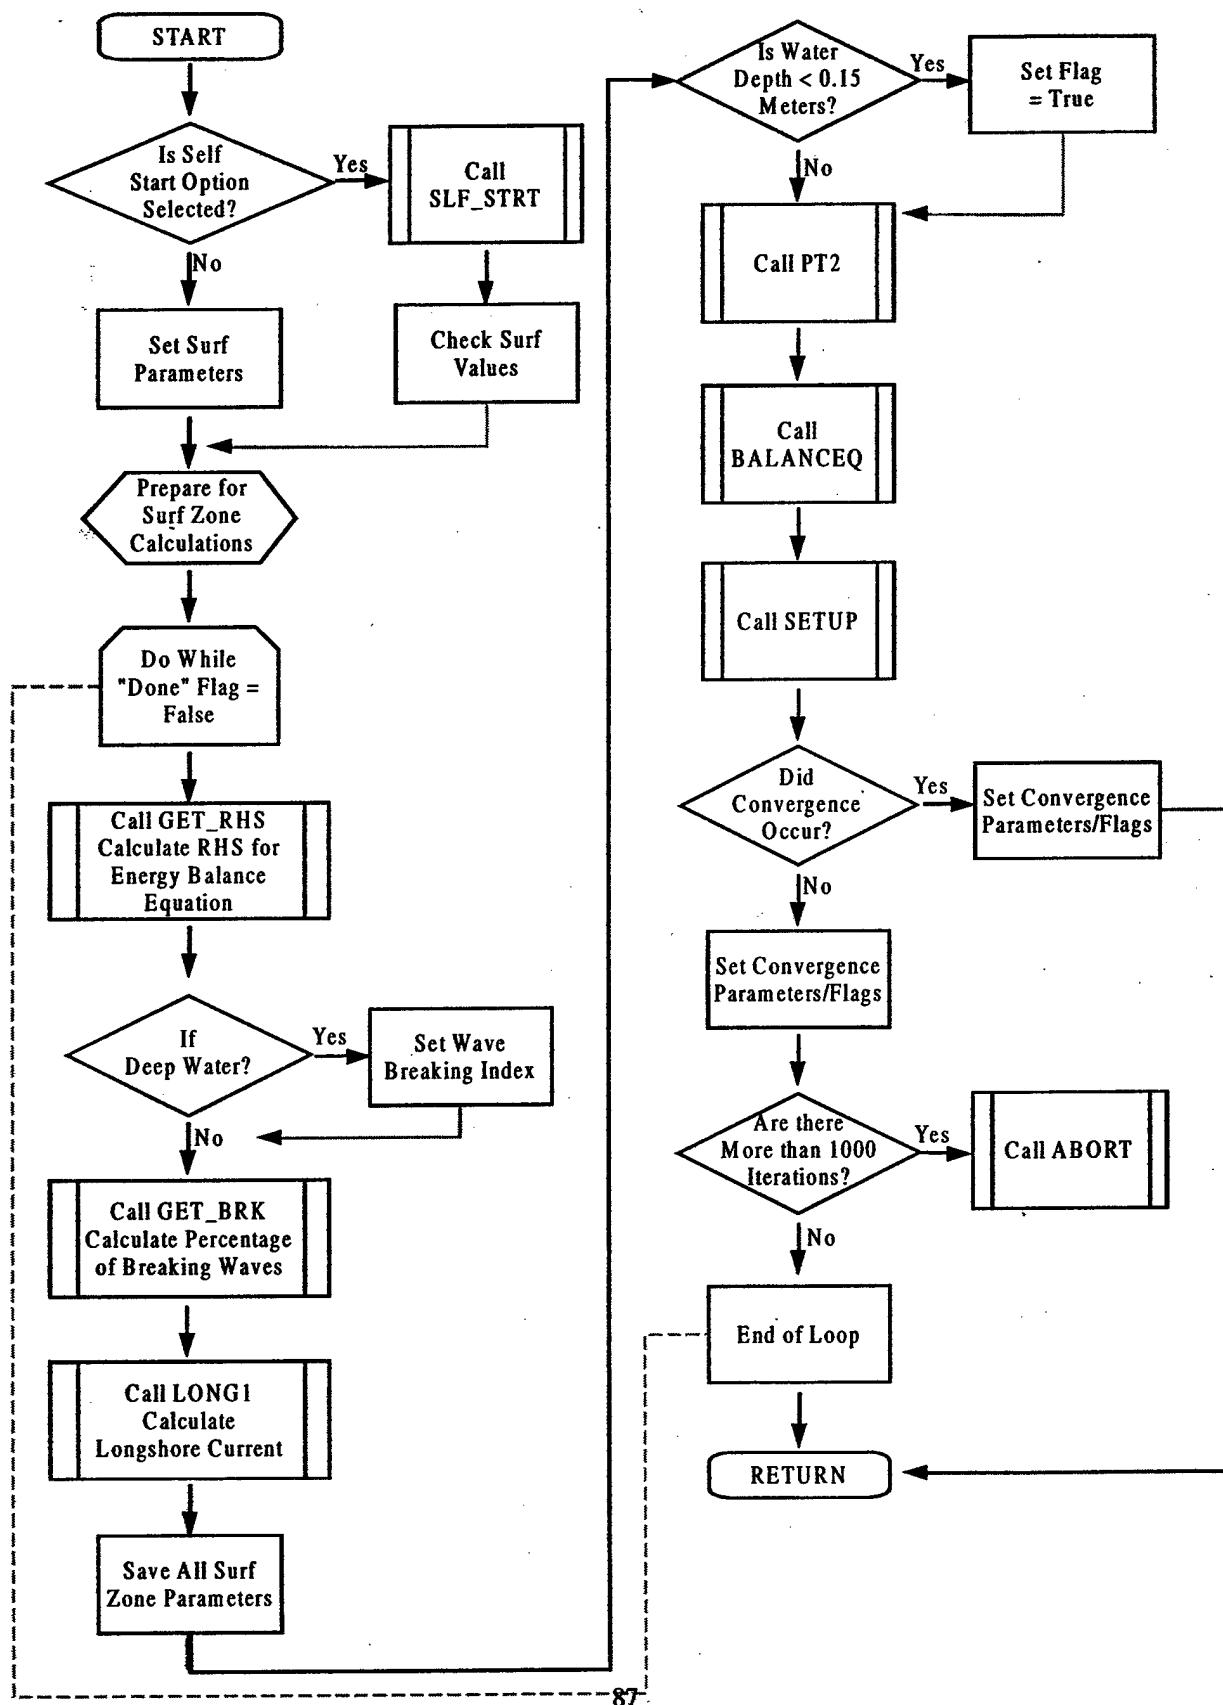 START
Is Self
Start Option
Selected?
Yes
Call
SLF_STRT
No
Set Surf
Parameters
Check Surf
Values
Prepare for
Surf Zone
Calculations
Do While
"Done" Flag =
False
Call GET_RHS
Calculate RHS for
Energy Balance
Equation
If
Deep Water?
Yes
Set Wave
Breaking Index
No
Call GET_BRK
Calculate Percentage
of Breaking Waves
Call LONG1
Calculate
Longshore Current
Save All Surf
Zone Parameters
Is Water
Depth < 0.15
Meters?
Yes
Set Flag
= True
No
Call PT2
Call
BALANCEQ
Call SETUP
Did
Convergence
Occur?
Yes
Set Convergence
Parameters/Flags
No
Set Convergence
Parameters/Flags
Are there
More than 1000
Iterations?
Yes
Call ABORT
No
End of Loop
RETURN
87